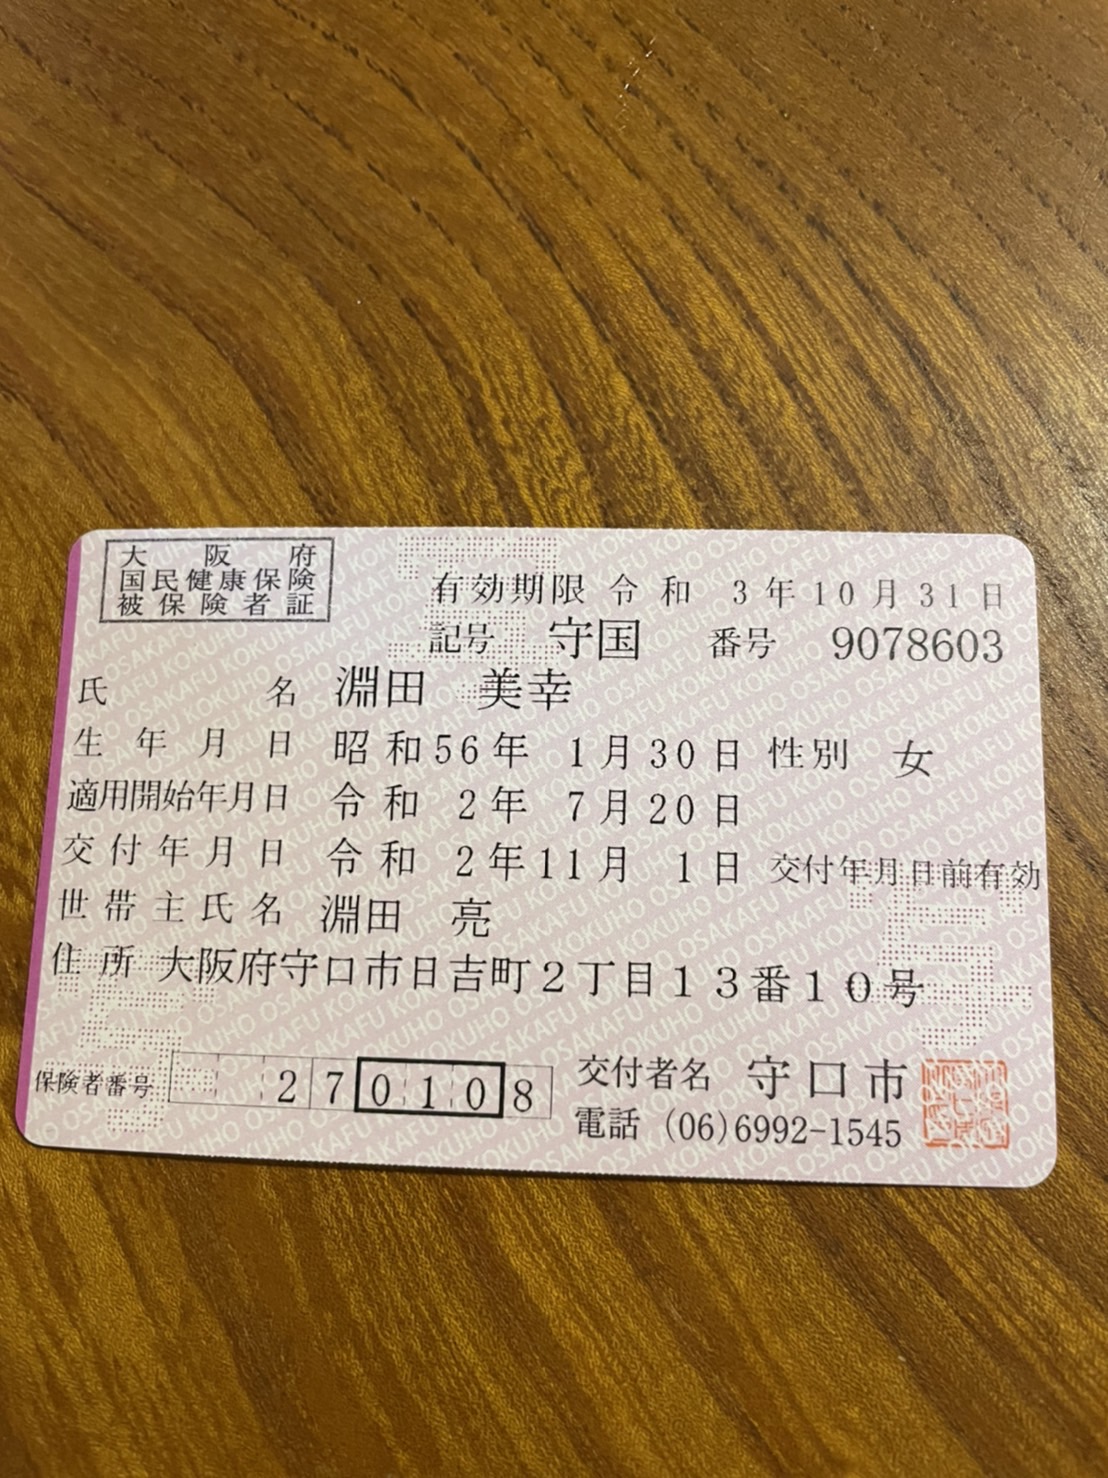 大阪府
国民健康保険
被保険者証
有効期限 令和 3年10月31日
記号 守国 番号 9078603
氏名 淵田 美幸
生年月日 昭和56年 1月30日 性別 女
適用開始年月日 令和 2年 7月20日
交付年月日 令和 2年11月 1日 交付年月日前有効
世帯主氏名 淵田 亮
住所 大阪府守口市日吉町2丁目13番10号
保険者番号 270108
交付者名 守口市
電話 (06)6992-1545